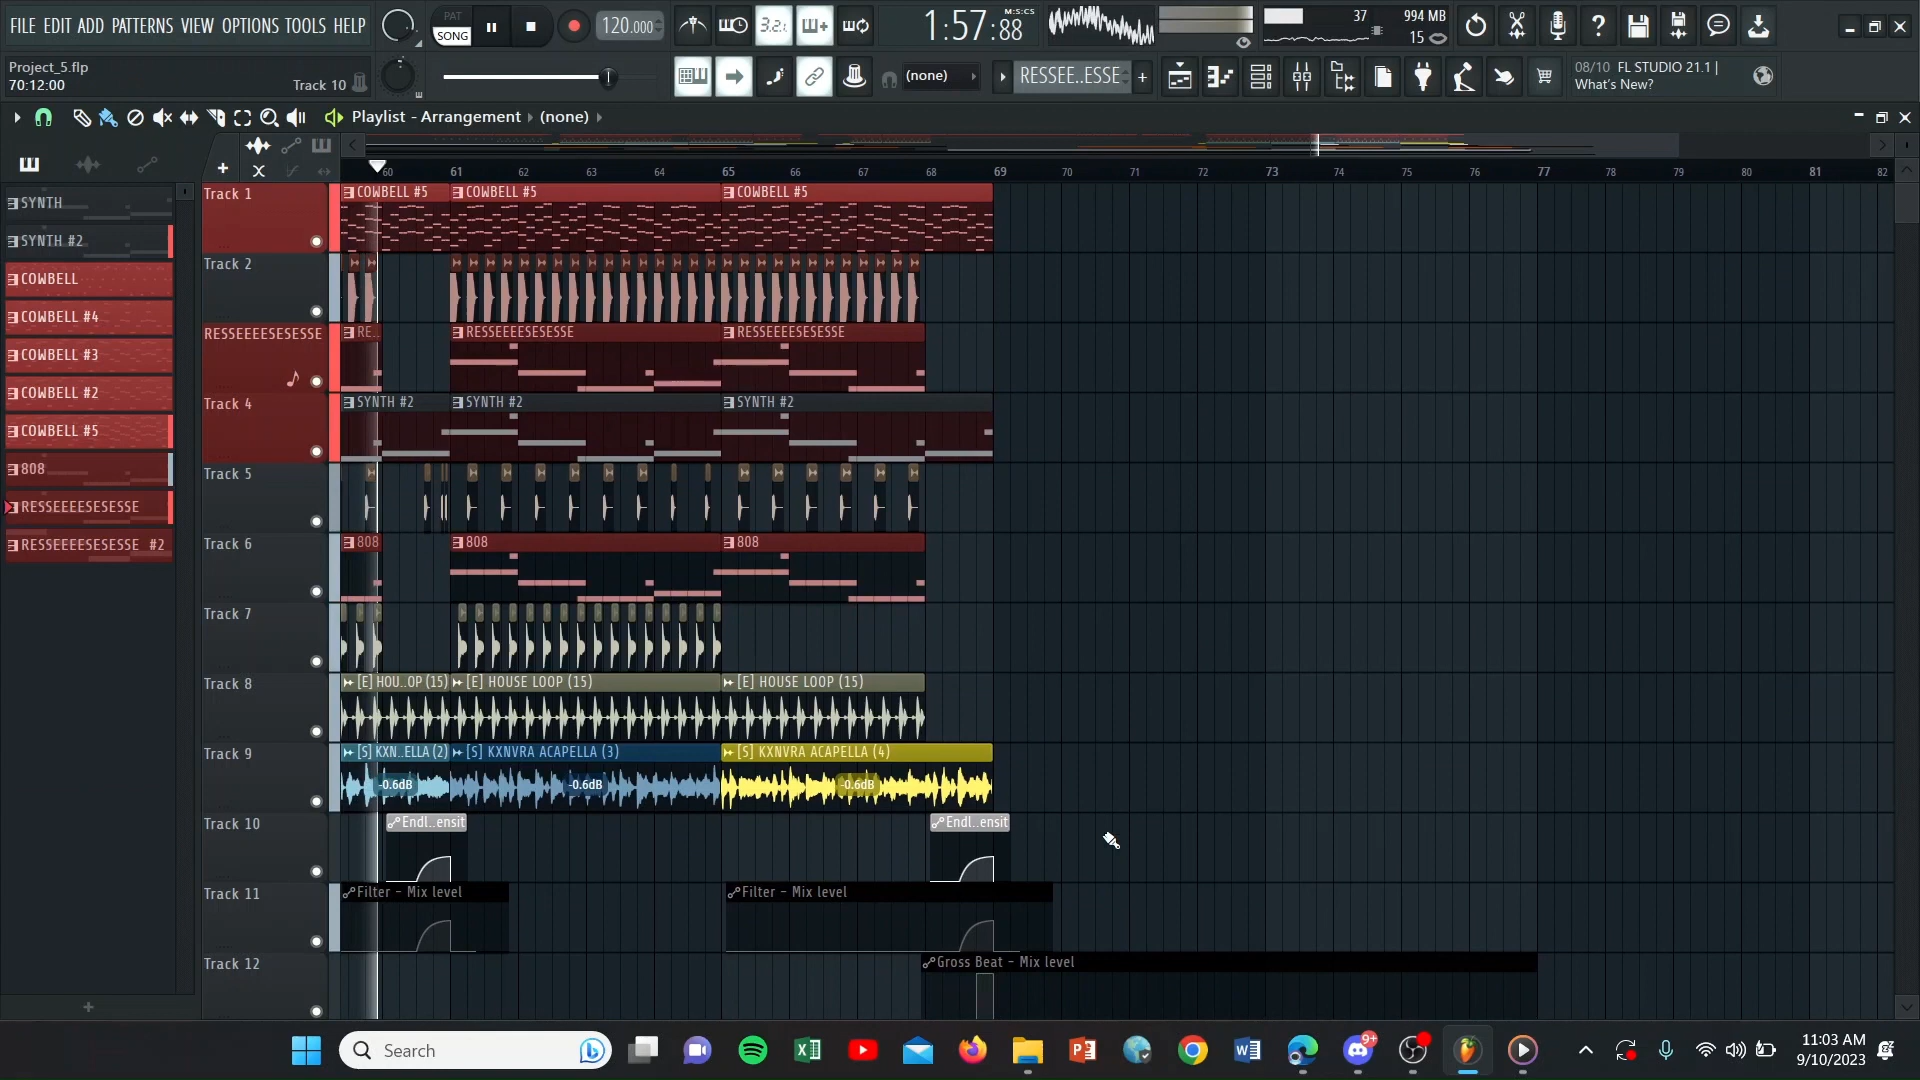 FILE EDIT ADD PATTERNS VIEW OPTIONS TOOLS HELP
PAT
SONG
120.000
3.2.1
1:57:88
M:S:CS
37
994 MB
15
Project_5.flp
70:12:00
Track 10
(none)
RESSEE..ESSE
+
08/10 FL STUDIO 21.1 |
What's New?
Playlist - Arrangement
(none)
60 61 62 63 64 65 66 67 68 69 70 71 72 73 74 75 76 77 78 79 80 81 82
SYNTH
SYNTH #2
COWBELL
COWBELL #4
COWBELL #3
COWBELL #2
COWBELL #5
808
RESSEEEESESESSE
RESSEEEESESESSE #2
Track 1
COWBELL #5
COWBELL #5
COWBELL #5
Track 2
RESSEEEESESESSE
RE..
RESSEEEESESESSE
RESSEEEESESESSE
Track 4
SYNTH #2
SYNTH #2
SYNTH #2
Track 5
Track 6
808
808
808
Track 7
Track 8
[E] HOU..OP (15)
[E] HOUSE LOOP (15)
[E] HOUSE LOOP (15)
Track 9
[S] KXN..ELLA (2)
[S] KXNVRA ACAPELLA (3)
[S] KXNVRA ACAPELLA (4)
-0.6dB
-0.6dB
-0.6dB
Track 10
Endl..ensit
Endl..ensit
Track 11
Filter - Mix level
Filter - Mix level
Track 12
Gross Beat - Mix level
Search
9+
11:03 AM
9/10/2023